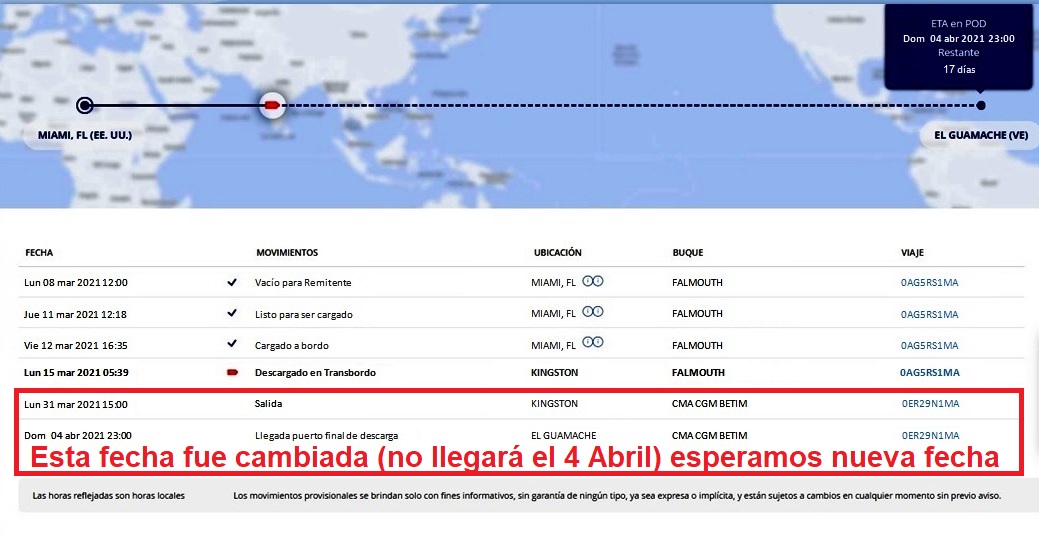 ETA en POD
Dom 04 abr 2021 23:00
Restante
17 días
MIAMI, FL (EE. UU.)
EL GUAMACHE (VE)
FECHA MOVIMIENTOS UBICACIÓN BUQUE VIAJE
Lun 08 mar 2021 12:00 Vacío para Remitente MIAMI, FL FALMOUTH 0AG5RS1MA
Jue 11 mar 2021 12:18 Listo para ser cargado MIAMI, FL FALMOUTH 0AG5RS1MA
Vie 12 mar 2021 16:35 Cargado a bordo MIAMI, FL FALMOUTH 0AG5RS1MA
Lun 15 mar 2021 05:39 Descargado en Transbordo KINGSTON FALMOUTH 0AG5RS1MA
Lun 31 mar 2021 15:00 Salida KINGSTON CMA CGM BETIM 0ER29N1MA
Dom 04 abr 2021 23:00 Llegada puerto final de descarga EL GUAMACHE CMA CGM BETIM 0ER29N1MA
Esta fecha fue cambiada (no llegará el 4 Abril) esperamos nueva fecha
Las horas reflejadas son horas locales Los movimientos provisionales se brindan solo con fines informativos, sin garantía de ningún tipo, ya sea expresa o implícita, y están sujetos a cambios en cualquier momento sin previo aviso.